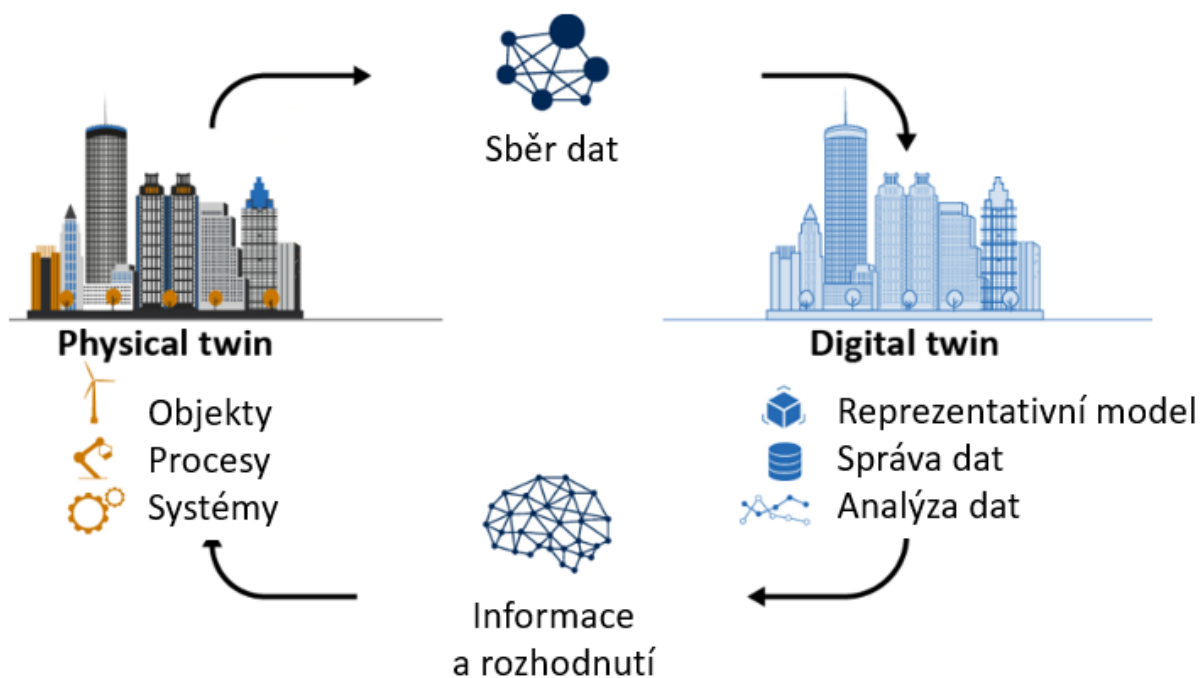 Sběr dat
Physical twin
Objekty
Procesy
Systémy
Digital twin
Reprezentativní model
Správa dat
Analýza dat
Informace
a rozhodnutí